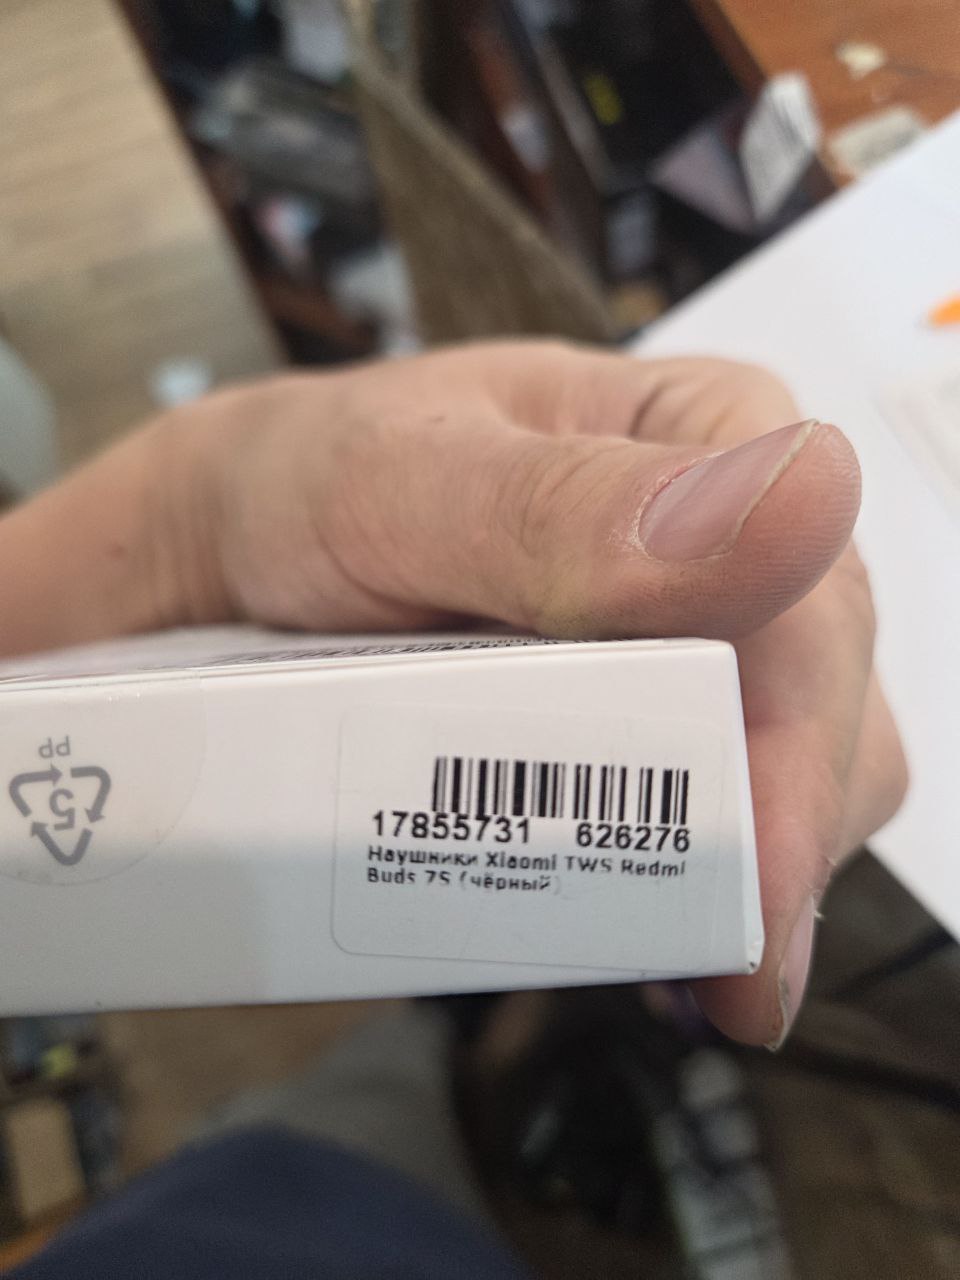 PP
5
17855731 626276
Наушники Xiaomi TWS Redmi
Buds 7S (чёрный)